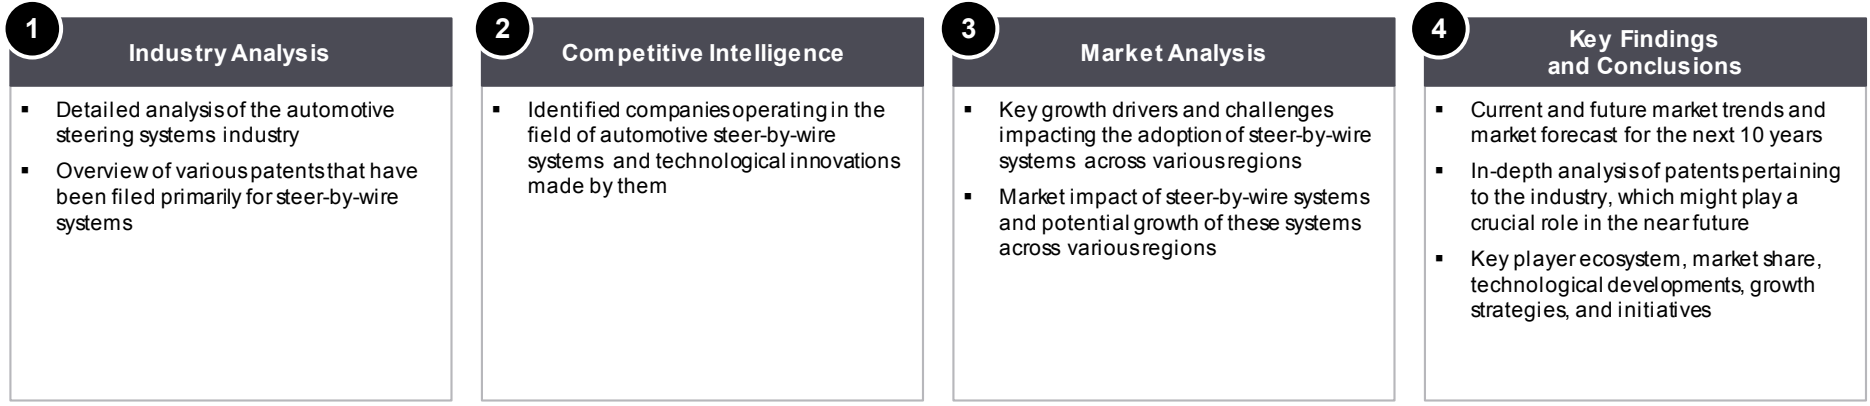 1
Industry Analysis
▪ Detailed analysis of the automotive
steering systems industry
▪ Overview of various patents that have
been filed primarily for steer-by-wire
systems
2
Competitive Intelligence
▪ Identified companies operating in the
field of automotive steer-by-wire
systems and technological innovations
made by them
3
Market Analysis
▪ Key growth drivers and challenges
impacting the adoption of steer-by-wire
systems across various regions
▪ Market impact of steer-by-wire systems
and potential growth of these systems
across various regions
4
Key Findings
and Conclusions
▪ Current and future market trends and
market forecast for the next 10 years
▪ In-depth analysis of patents pertaining
to the industry, which might play a
crucial role in the near future
▪ Key player ecosystem, market share,
technological developments, growth
strategies, and initiatives